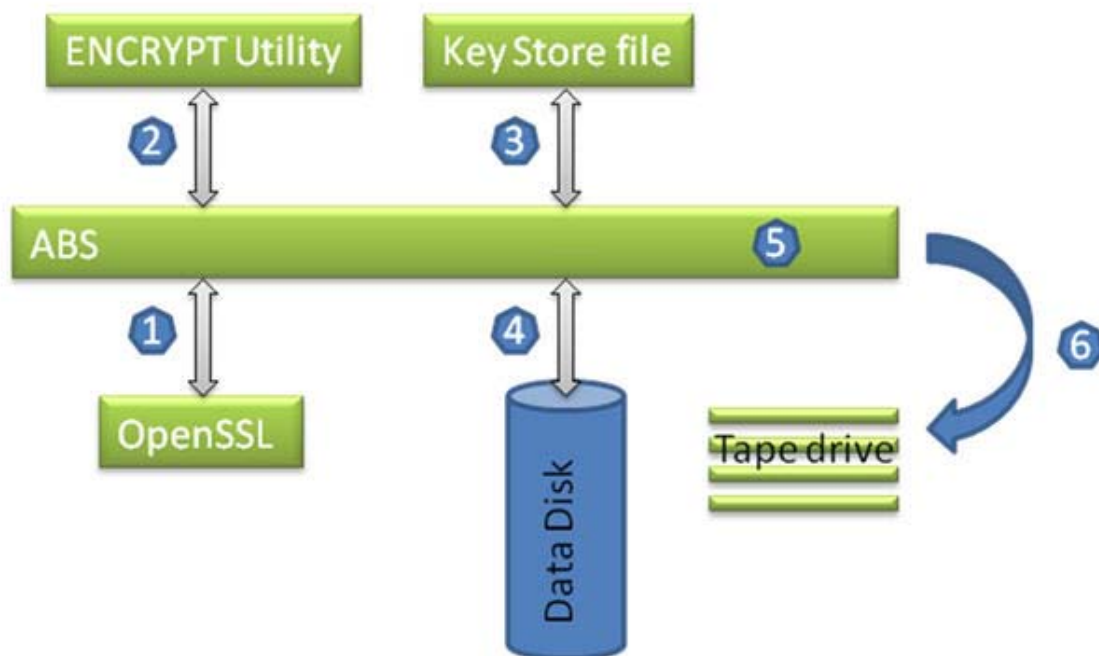 ENCRYPT Utility
Key Store file
2
3
ABS
5
1
4
6
OpenSSL
Tape drive
Data Disk